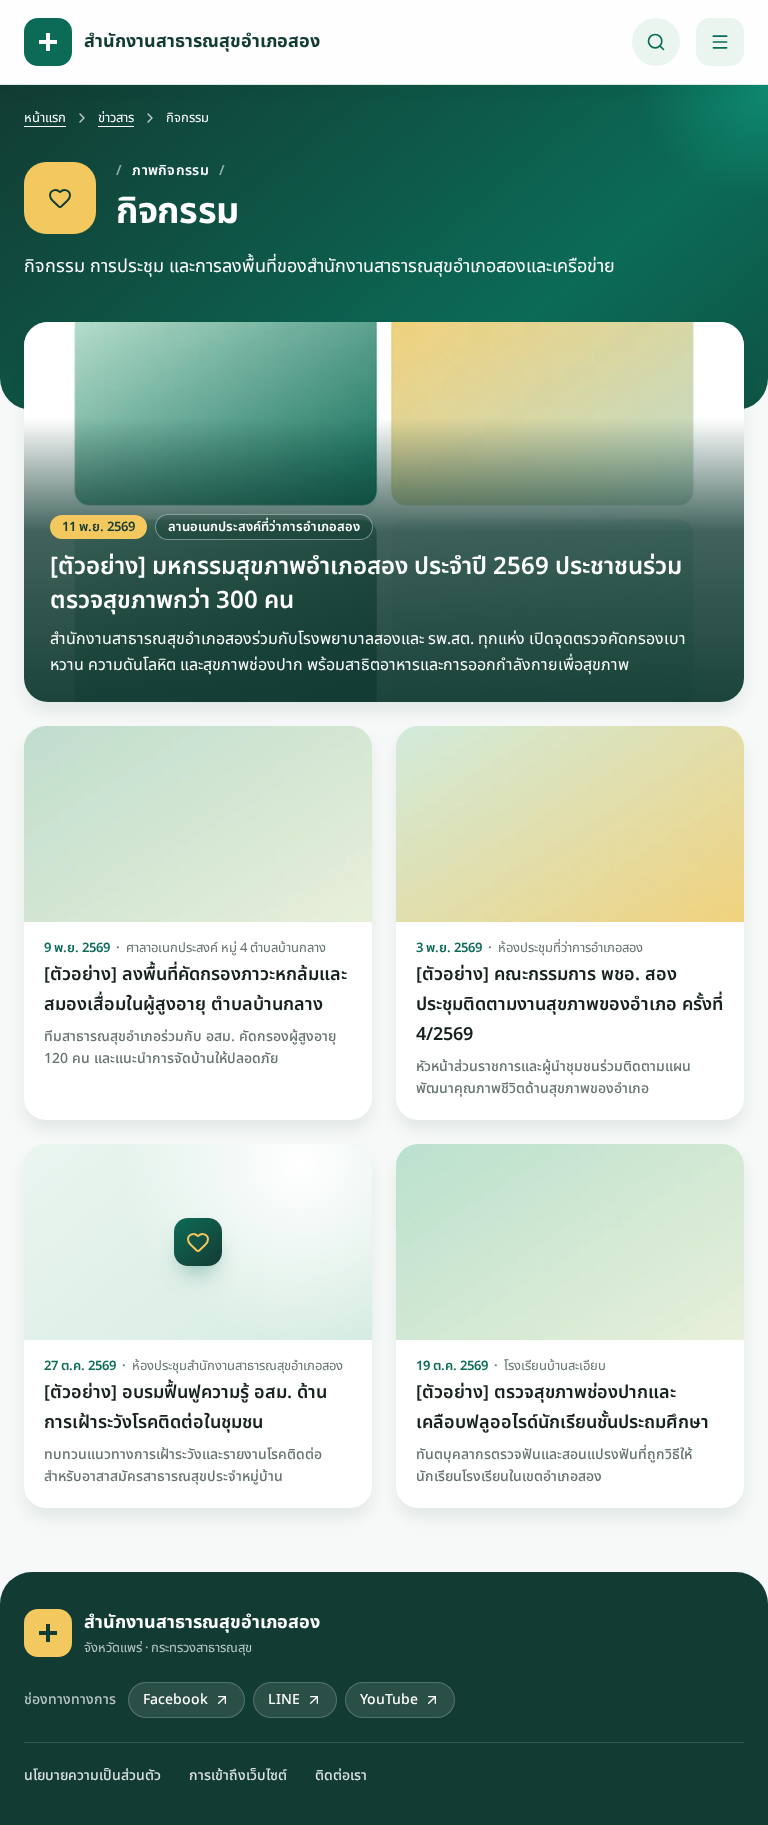 สำนักงานสาธารณสุขอำเภอสอง
หน้าแรก > ข่าวสาร > กิจกรรม
/ ภาพกิจกรรม /
กิจกรรม
กิจกรรม การประชุม และการลงพื้นที่ของสำนักงานสาธารณสุขอำเภอสองและเครือข่าย
11 พ.ย. 2569 ลานอเนกประสงค์ที่ว่าการอำเภอสอง
[ตัวอย่าง] มหกรรมสุขภาพอำเภอสอง ประจำปี 2569 ประชาชนร่วม
ตรวจสุขภาพกว่า 300 คน
สำนักงานสาธารณสุขอำเภอสองร่วมกับโรงพยาบาลสองและ รพ.สต. ทุกแห่ง เปิดจุดตรวจคัดกรองเบา
หวาน ความดันโลหิต และสุขภาพช่องปาก พร้อมสาธิตอาหารและการออกกำลังกายเพื่อสุขภาพ
9 พ.ย. 2569 · ศาลาอเนกประสงค์ หมู่ 4 ตำบลบ้านกลาง
[ตัวอย่าง] ลงพื้นที่คัดกรองภาวะหกล้มและ
สมองเสื่อมในผู้สูงอายุ ตำบลบ้านกลาง
ทีมสาธารณสุขอำเภอร่วมกับ อสม. คัดกรองผู้สูงอายุ
120 คน และแนะนำการจัดบ้านให้ปลอดภัย
3 พ.ย. 2569 · ห้องประชุมที่ว่าการอำเภอสอง
[ตัวอย่าง] คณะกรรมการ พชอ. สอง
ประชุมติดตามงานสุขภาพของอำเภอ ครั้งที่
4/2569
หัวหน้าส่วนราชการและผู้นำชุมชนร่วมติดตามแผน
พัฒนาคุณภาพชีวิตด้านสุขภาพของอำเภอ
27 ต.ค. 2569 · ห้องประชุมสำนักงานสาธารณสุขอำเภอสอง
[ตัวอย่าง] อบรมฟื้นฟูความรู้ อสม. ด้าน
การเฝ้าระวังโรคติดต่อในชุมชน
ทบทวนแนวทางการเฝ้าระวังและรายงานโรคติดต่อ
สำหรับอาสาสมัครสาธารณสุขประจำหมู่บ้าน
19 ต.ค. 2569 · โรงเรียนบ้านสะเอียบ
[ตัวอย่าง] ตรวจสุขภาพช่องปากและ
เคลือบฟลูออไรด์นักเรียนชั้นประถมศึกษา
ทันตบุคลากรตรวจฟันและสอนแปรงฟันที่ถูกวิธีให้
นักเรียนโรงเรียนในเขตอำเภอสอง
สำนักงานสาธารณสุขอำเภอสอง
จังหวัดแพร่ · กระทรวงสาธารณสุข
ช่องทางทางการ Facebook LINE YouTube
นโยบายความเป็นส่วนตัว การเข้าถึงเว็บไซต์ ติดต่อเรา